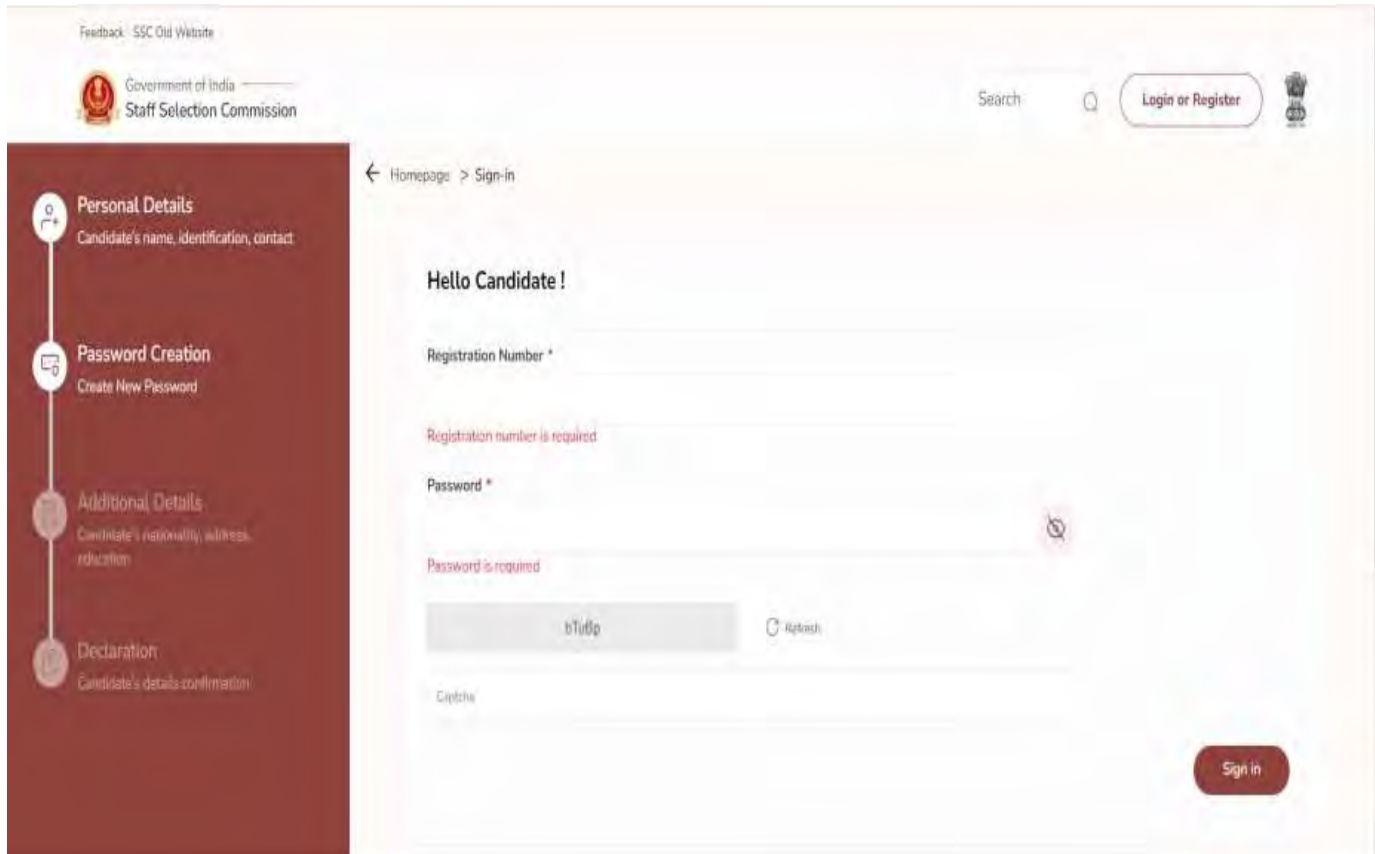 Feedback SSC Old Website
Government of India
Staff Selection Commission
Search
Login or Register
Homepage > Sign-in
Personal Details
Candidate's name, identification, contact
Password Creation
Create New Password
Additional Details
Candidate's nationality, address,
education
Declaration
Candidate's details confirmation
Hello Candidate !
Registration Number *
Registration number is required
Password *
Password is required
Refresh
Captcha
Sign in